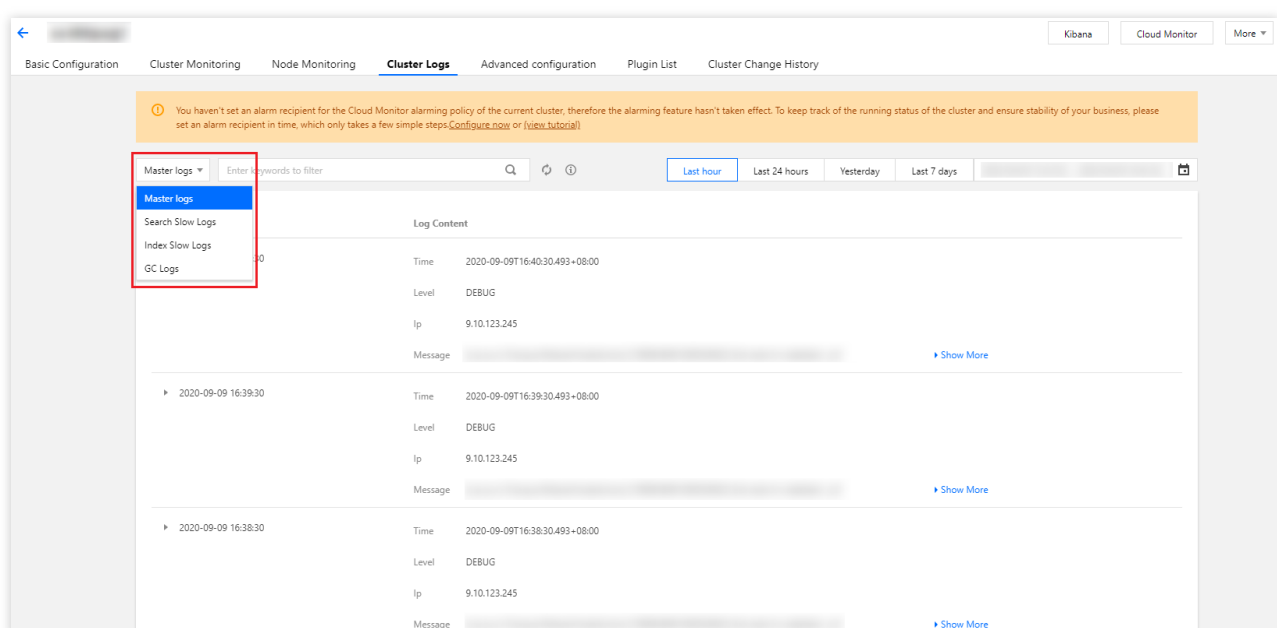 Kibana
Cloud Monitor
More
Basic Configuration
Cluster Monitoring
Node Monitoring
Cluster Logs
Advanced configuration
Plugin List
Cluster Change History
You haven't set an alarm recipient for the Cloud Monitor alarming policy of the current cluster, therefore the alarming feature hasn't taken effect. To keep track of the running status of the cluster and ensure stability of your business, please
set an alarm recipient in time, which only takes a few simple steps.Configure now or (view tutorial)
Master logs
Enter keywords to filter
Last hour
Last 24 hours
Yesterday
Last 7 days
Master logs
Search Slow Logs
Index Slow Logs
GC Logs
Log Content
30
Time 2020-09-09T16:40:30.493+08:00
Level DEBUG
Ip 9.10.123.245
Message
Show More
2020-09-09 16:39:30
Time 2020-09-09T16:39:30.493+08:00
Level DEBUG
Ip 9.10.123.245
Message
Show More
2020-09-09 16:38:30
Time 2020-09-09T16:38:30.493+08:00
Level DEBUG
Ip 9.10.123.245
Message
Show More